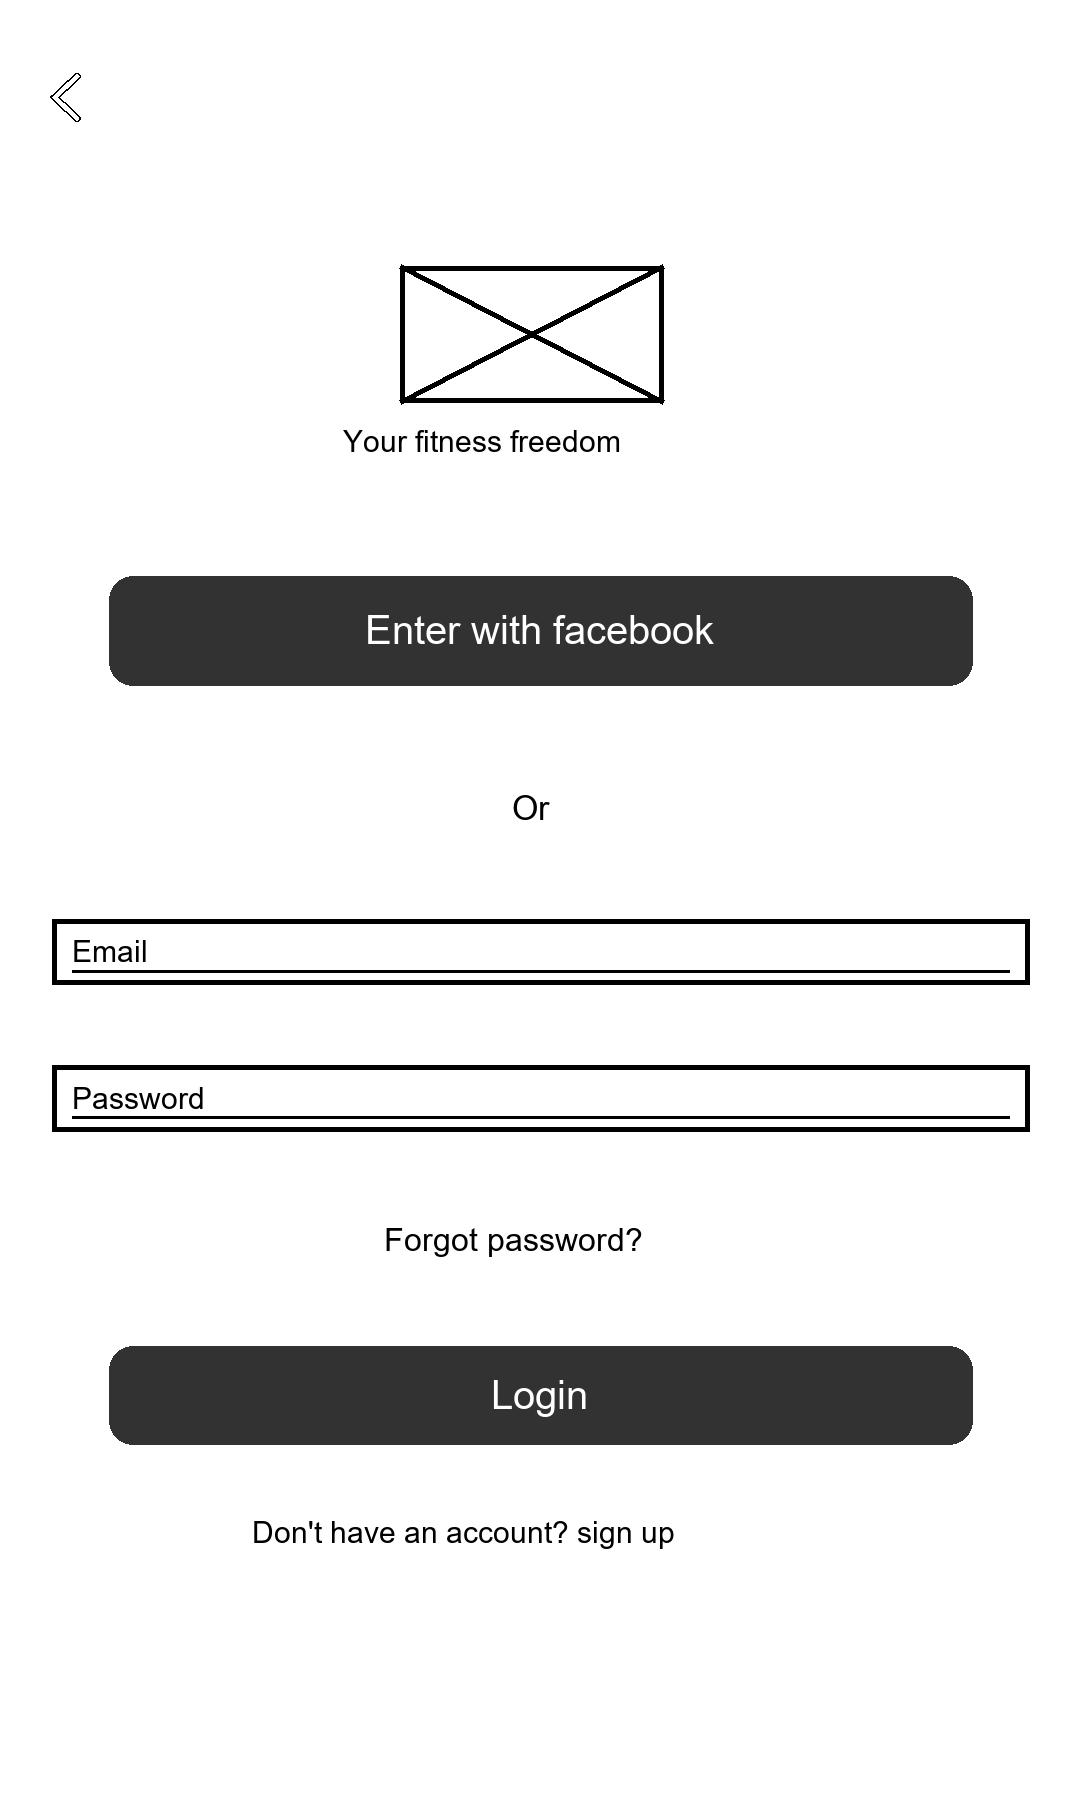 Your fitness freedom
Enter with facebook
Or
Email
Password
Forgot password?
Login
Don't have an account? sign up